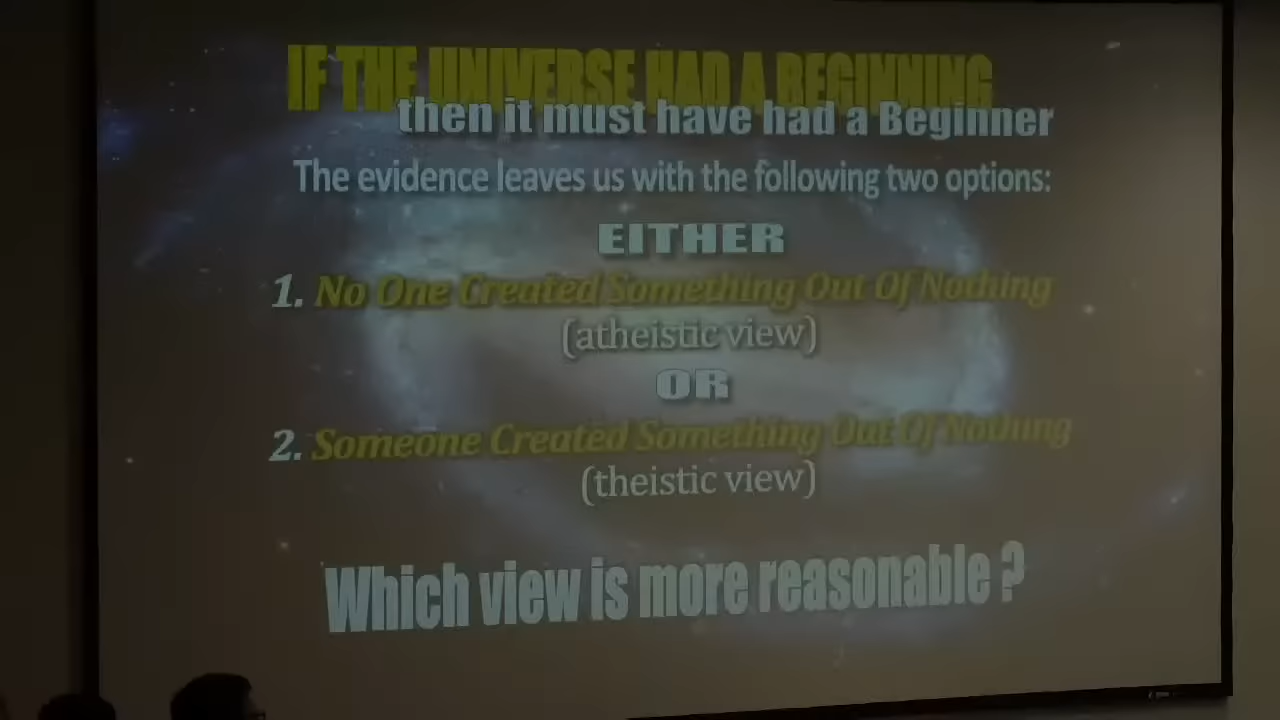 IF THE UNIVERSE HAD A BEGINNING
then it must have had a Beginner
The evidence leaves us with the following two options:
EITHER
1. No One Created Something Out Of Nothing
(atheistic view)
OR
2. Someone Created Something Out Of Nothing
(theistic view)
Which view is more reasonable ?